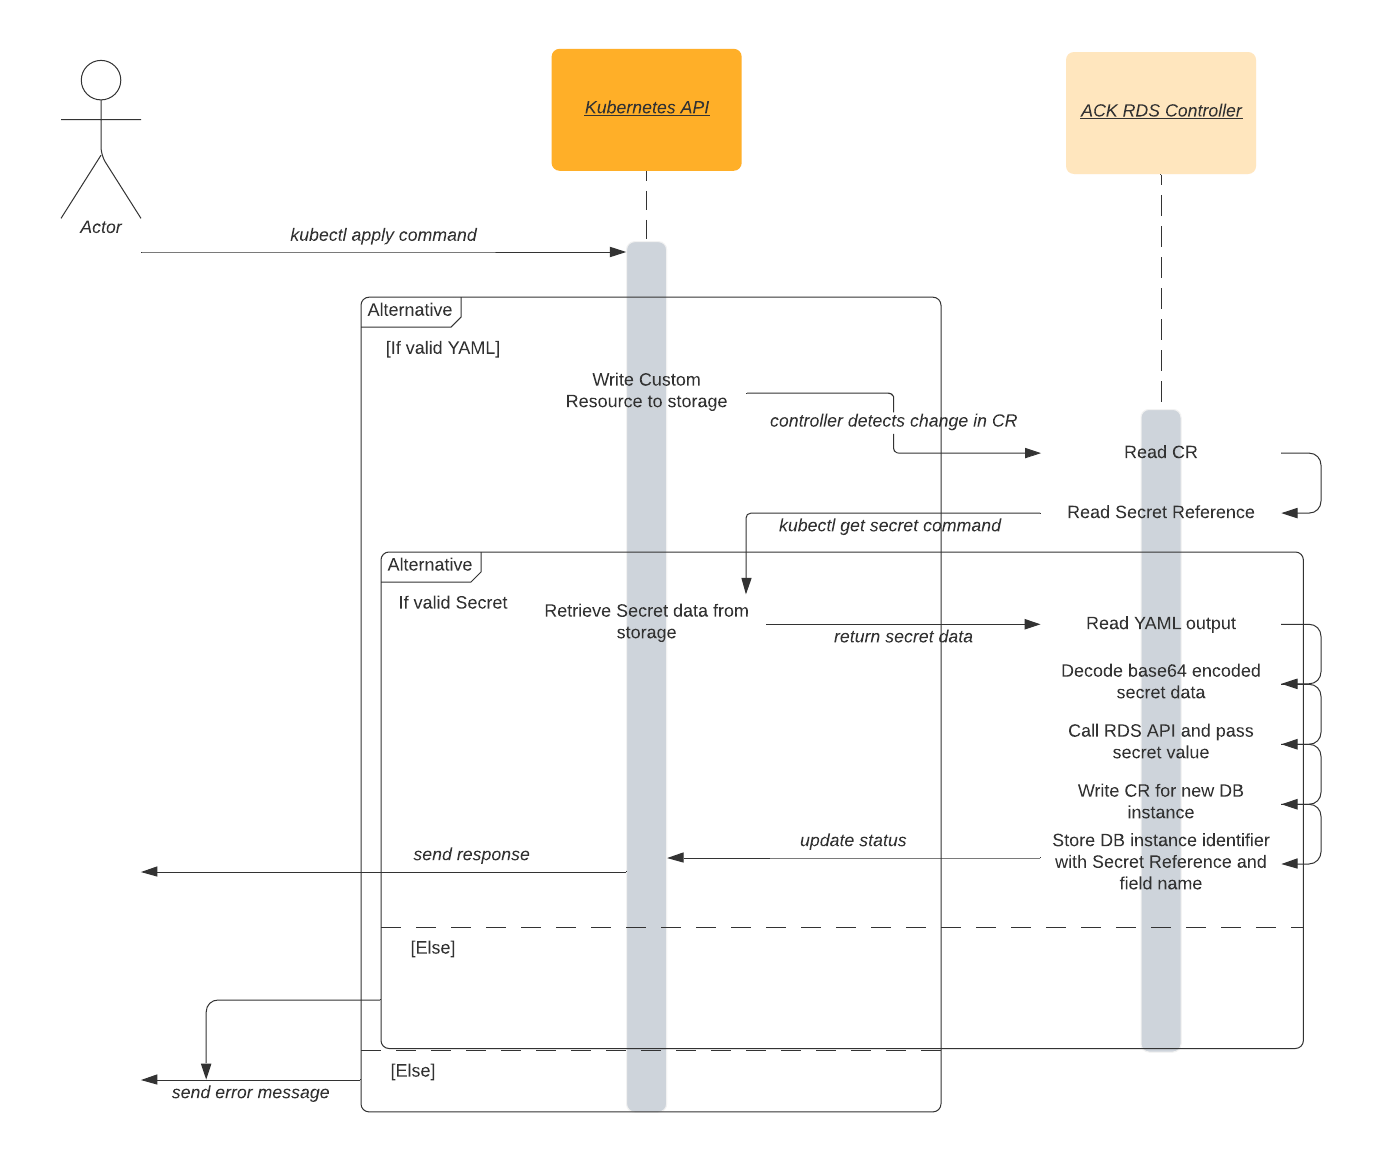 Kubernetes API
ACK RDS Controller
Actor
kubectl apply command
Alternative
[If valid YAML]
Write Custom
Resource to storage
controller detects change in CR
Read CR
Read Secret Reference
kubectl get secret command
Alternative
If valid Secret
Retrieve Secret data from
storage
return secret data
Read YAML output
Decode base64 encoded
secret data
Call RDS API and pass
secret value
Write CR for new DB
instance
update status
Store DB instance identifier
with Secret Reference and
field name
send response
[Else]
[Else]
send error message